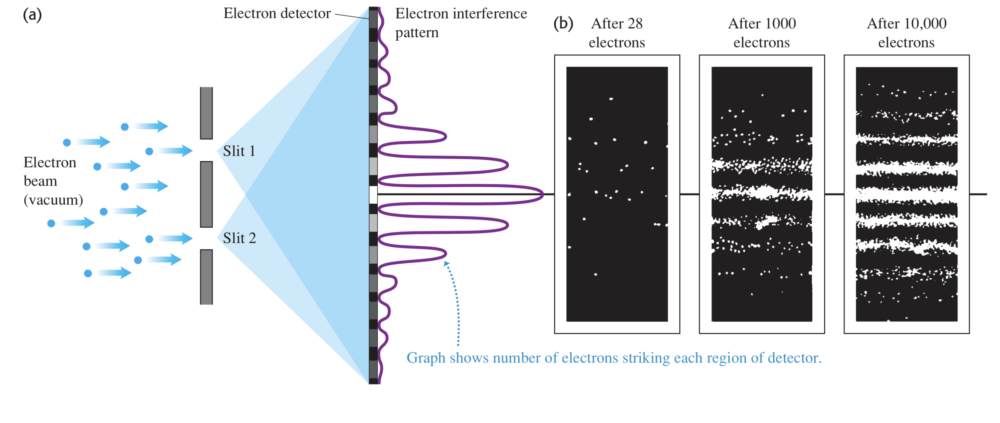 (a)
Electron detector
Electron interference
pattern
(b)
After 28
electrons
After 1000
electrons
After 10,000
electrons
Electron
beam
(vacuum)
Slit 1
Slit 2
Graph shows number of electrons striking each region of detector.